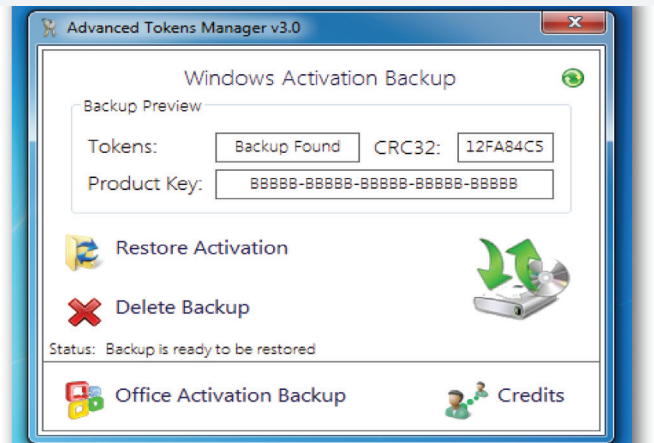 Advanced Tokens Manager v3.0
Windows Activation Backup
Backup Preview
Tokens: Backup Found CRC32: 12FA84C5
Product Key: BBBBB-BBBBB-BBBBB-BBBBB-BBBBB
Restore Activation
Delete Backup
Status: Backup is ready to be restored
Office Activation Backup Credits